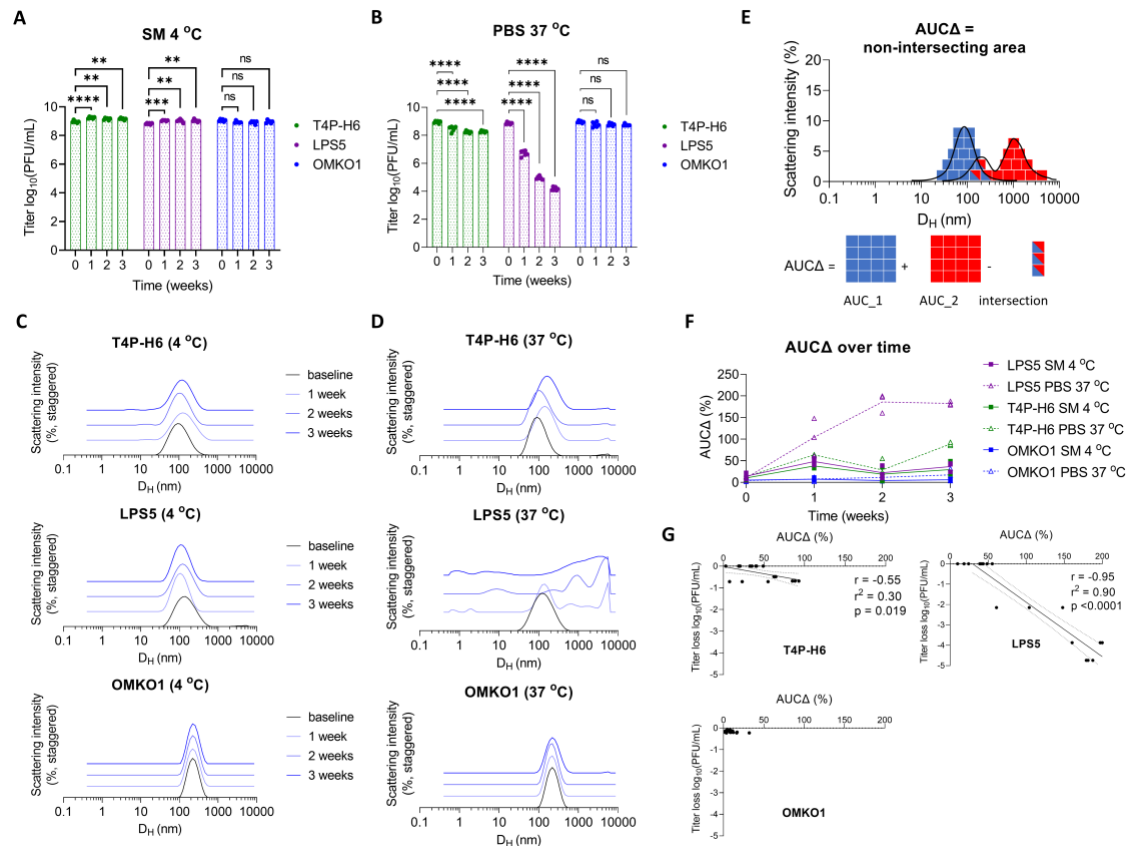 A
SM 4 °C
** ** ns
** ** ns
**** *** ns
Titer log10(PFU/mL)
10
8
6
4
2
0
0 1 2 3 0 1 2 3 0 1 2 3
Time (weeks)
T4P-H6
LPS5
OMKO1
B
PBS 37 °C
**** **** ns
**** **** ns
**** **** ns
Titer log10(PFU/mL)
10
8
6
4
2
0
0 1 2 3 0 1 2 3 0 1 2 3
Time (weeks)
T4P-H6
LPS5
OMKO1
C
T4P-H6 (4 °C)
Scattering intensity
(%, staggered)
baseline
1 week
2 weeks
3 weeks
0.1 1 10 100 1000 10000
DH (nm)
LPS5 (4 °C)
Scattering intensity
(%, staggered)
baseline
1 week
2 weeks
3 weeks
0.1 1 10 100 1000 10000
DH (nm)
OMKO1 (4 °C)
Scattering intensity
(%, staggered)
baseline
1 week
2 weeks
3 weeks
0.1 1 10 100 1000 10000
DH (nm)
D
T4P-H6 (37 °C)
Scattering intensity
(%, staggered)
0.1 1 10 100 1000 10000
DH (nm)
LPS5 (37 °C)
Scattering intensity
(%, staggered)
0.1 1 10 100 1000 10000
DH (nm)
OMKO1 (37 °C)
Scattering intensity
(%, staggered)
0.1 1 10 100 1000 10000
DH (nm)
E
AUCΔ =
non-intersecting area
Scattering intensity (%)
20
15
10
5
0
0.1 1 10 100 1000 10000
DH (nm)
AUCΔ = + -
AUC_1 AUC_2 intersection
F
AUCΔ over time
AUCΔ (%)
250
200
150
100
50
0
0 1 2 3
Time (weeks)
LPS5 SM 4 °C
LPS5 PBS 37 °C
T4P-H6 SM 4 °C
T4P-H6 PBS 37 °C
OMKO1 SM 4 °C
OMKO1 PBS 37 °C
G
AUCΔ (%)
0 50 100 150 200
Titer loss log10(PFU/mL)
0
-1
-2
-3
-4
-5
r = -0.55
r2 = 0.30
p = 0.019
T4P-H6
AUCΔ (%)
0 50 100 150 200
Titer loss log10(PFU/mL)
0
-1
-2
-3
-4
-5
r = -0.95
r2 = 0.90
p <0.0001
LPS5
AUCΔ (%)
0 50 100 150 200
Titer loss log10(PFU/mL)
0
-1
-2
-3
-4
-5
OMKO1